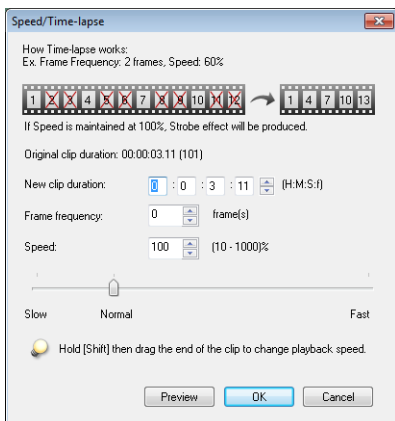 Speed/Time-lapse
How Time-lapse works:
Ex. Frame Frequency: 2 frames, Speed: 60%
1 2 3 4 5 6 7 8 9 10 11 12 1 4 7 10 13
If Speed is maintained at 100%, Strobe effect will be produced.
Original clip duration: 00:00:03.11 (101)
New clip duration: 0 : 0 : 3 : 11 (H:M:S:f)
Frame frequency: 0 frame(s)
Speed: 100 (10 - 1000)%
Slow Normal Fast
Hold [Shift] then drag the end of the clip to change playback speed.
Preview OK Cancel